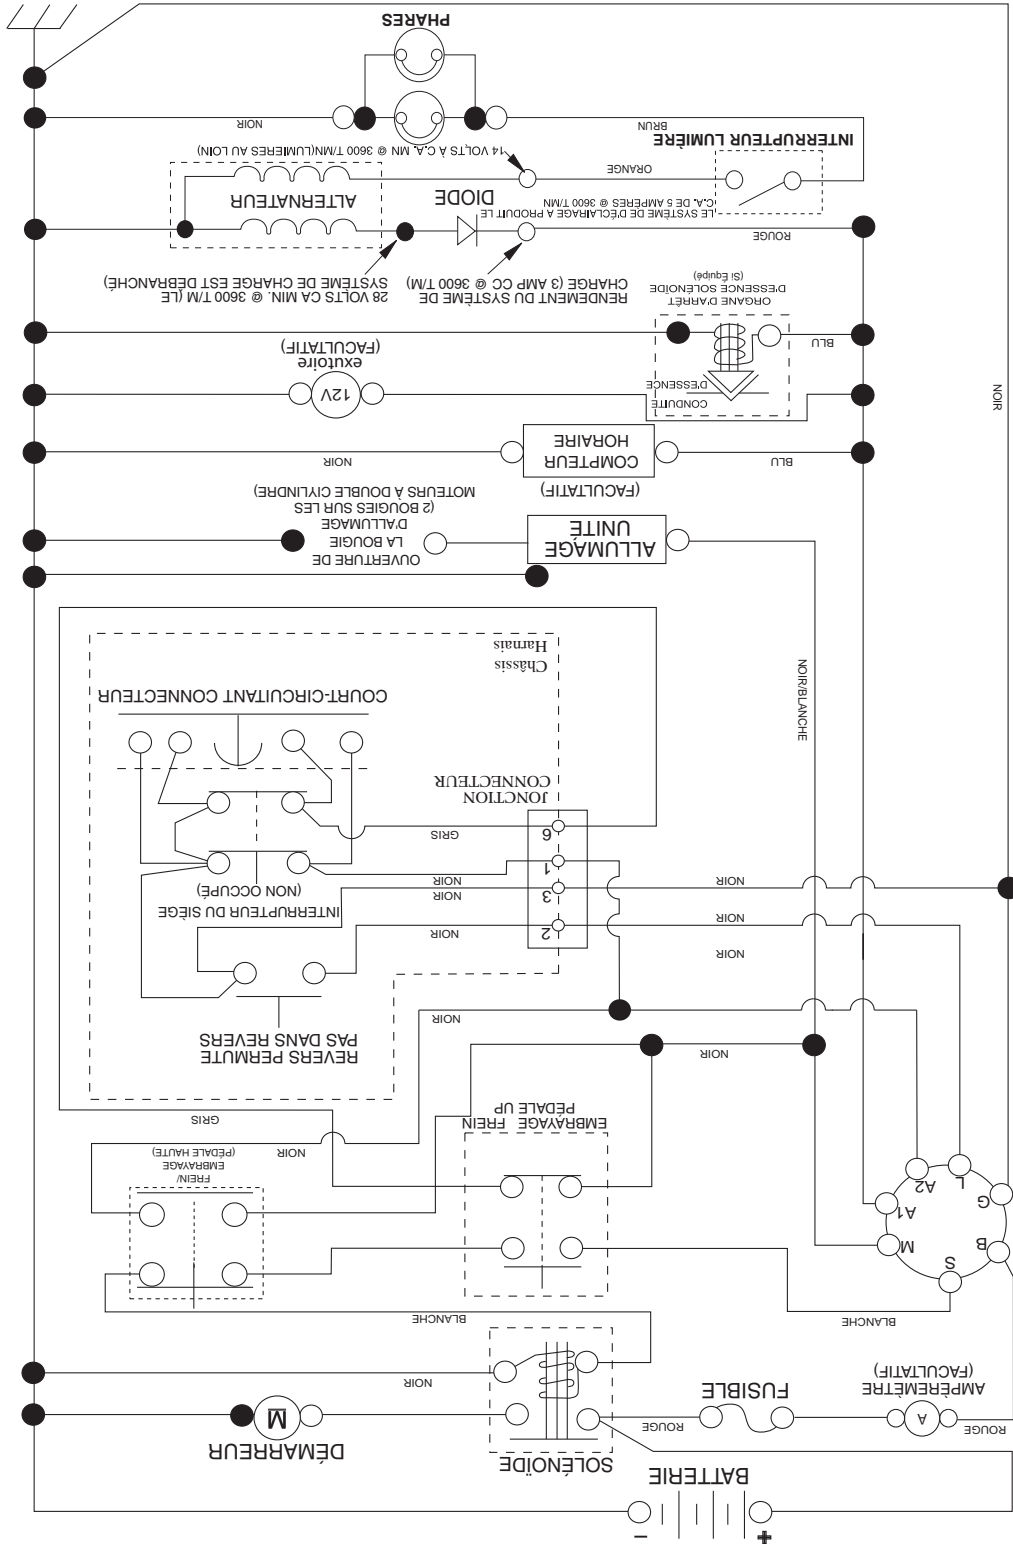 + −
BATTERIE
SOLÉNOÏDE
DÉMARREUR
ROUGE
A
AMPÈREMÈTRE
(FACULTATIF)
FUSIBLE
ROUGE
M
NOIR
BLANCHE
BLANCHE
S
B
M
G
A1
L
A2
FREIN/
EMBRAYAGE
(PÉDALE HAUTE)
EMBRAYAGE FREIN
PÉDALE UP
NOIR
GRIS
NOIR
NOIR
REVERS PERMUTE
PAS DANS REVERS
NOIR
NOIR
2
NOIR
NOIR
3
NOIR
NOIR
1
6
GRIS
INTERRUPTEUR DU SIÈGE
(NON OCCUPÉ)
JONCTION
CONNECTEUR
COURT-CIRCUITANT CONNECTEUR
Châssis
Harnais
NOIR/BLANCHE
ALLUMAGE
UNITÉ
OUVERTURE DE
LA BOUGIE
D'ALLUMAGE
(2 BOUGIES SUR LES
MOTEURS À DOUBLE CIYLINDRE)
(FACULTATIF)
BLU
COMPTEUR
HORAIRE
NOIR
NOIR
CONDUITE
D'ESSENCE
12V
exutoire
(FACULTATIF)
BLU
ORGANE D'ARRÊT
D'ESSENCE SOLÉNOÏDE
(Si Équipé)
RENDEMENT DU SYSTÈME DE
CHARGE (3 AMP CC @ 3600 T/M)
28 VOLTS CA MIN. @ 3600 T/M (LE
SYSTÈME DE CHARGE EST DÉBRANCHÉ)
ROUGE
LE SYSTÈME D'ÉCLAIRAGE A PRODUIT LE
C.A. DE 5 AMPÈRES @ 3600 T/MN
DIODE
ALTERNATEUR
ORANGE
14 VOLTS À C.A. MN @ 3600 T/MN(LUMIERES AU LOIN)
INTERRUPTEUR LUMIÈRE
BRUN
NOIR
PHARES